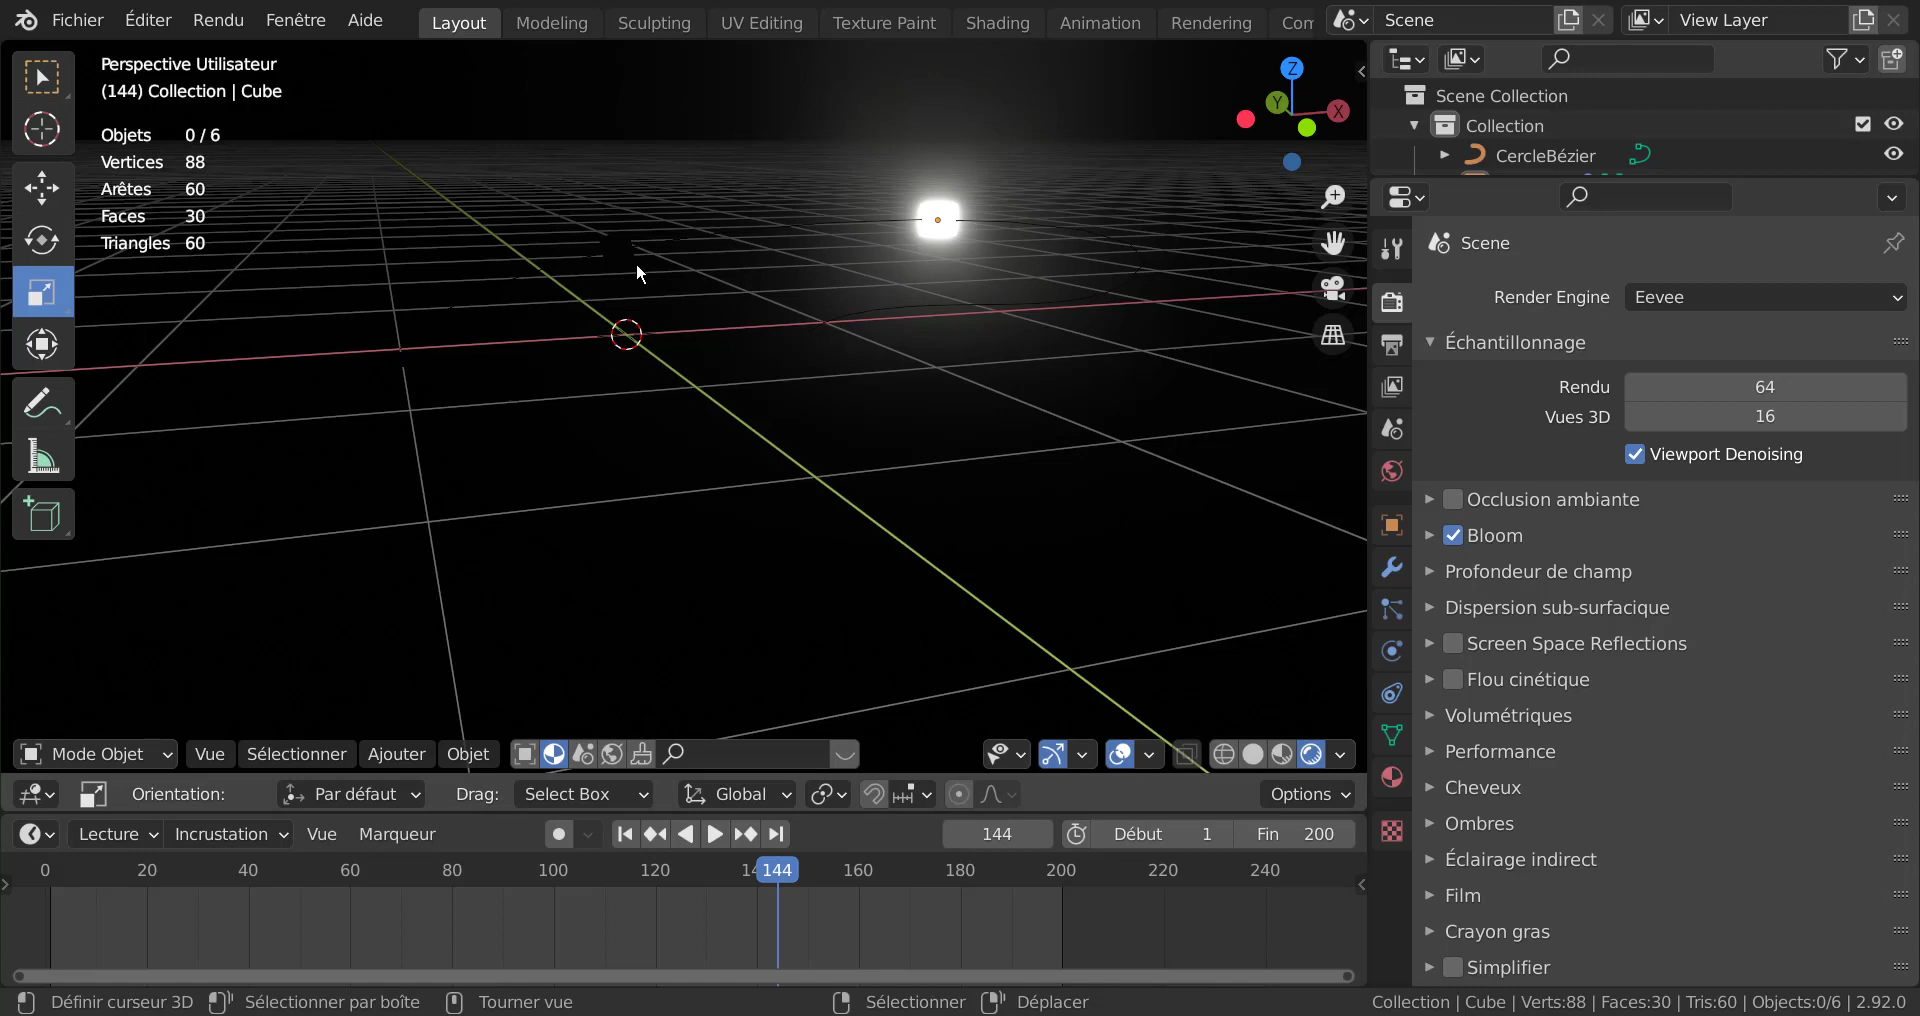 Fichier Éditer Rendu Fenêtre Aide Layout Modeling Sculpting UV Editing Texture Paint Shading Animation Rendering Scene View Layer
Perspective Utilisateur
(144) Collection | Cube
Objets 0 / 6
Vertices 88
Arêtes 60
Faces 30
Triangles 60
Z
Y
X
Scene Collection
Collection
CercleBézier
Scene
Render Engine Eevee
Échantillonnage
Rendu 64
Vues 3D 16
Viewport Denoising
Occlusion ambiante
Bloom
Profondeur de champ
Dispersion sub-surfacique
Screen Space Reflections
Flou cinétique
Volumétriques
Performance
Cheveux
Ombres
Éclairage indirect
Film
Crayon gras
Simplifier
Mode Objet Vue Sélectionner Ajouter Objet
Orientation: Par défaut Drag: Select Box Global Options
Lecture Incrustation Vue Marqueur 144 Début 1 Fin 200
0 20 40 60 80 100 120 144 160 180 200 220 240
Définir curseur 3D Sélectionner par boîte Tourner vue Sélectionner Déplacer Collection | Cube | Verts:88 | Faces:30 | Tris:60 | Objects:0/6 | 2.92.0